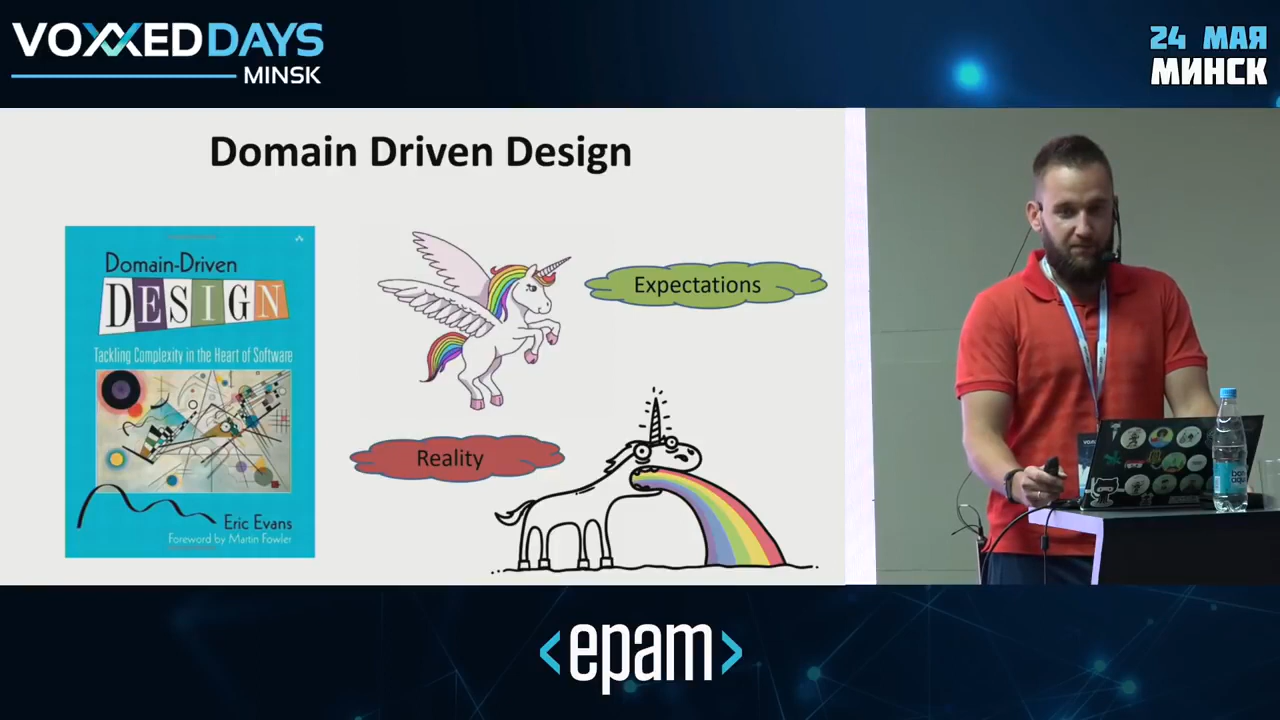 VOXXEDDAYS
MINSK
24 МАЯ
МИНСК
Domain Driven Design
Domain-Driven
DESIGN
Tackling Complexity in the Heart of Software
Eric Evans
Foreword by Martin Fowler
Expectations
Reality
<epam>